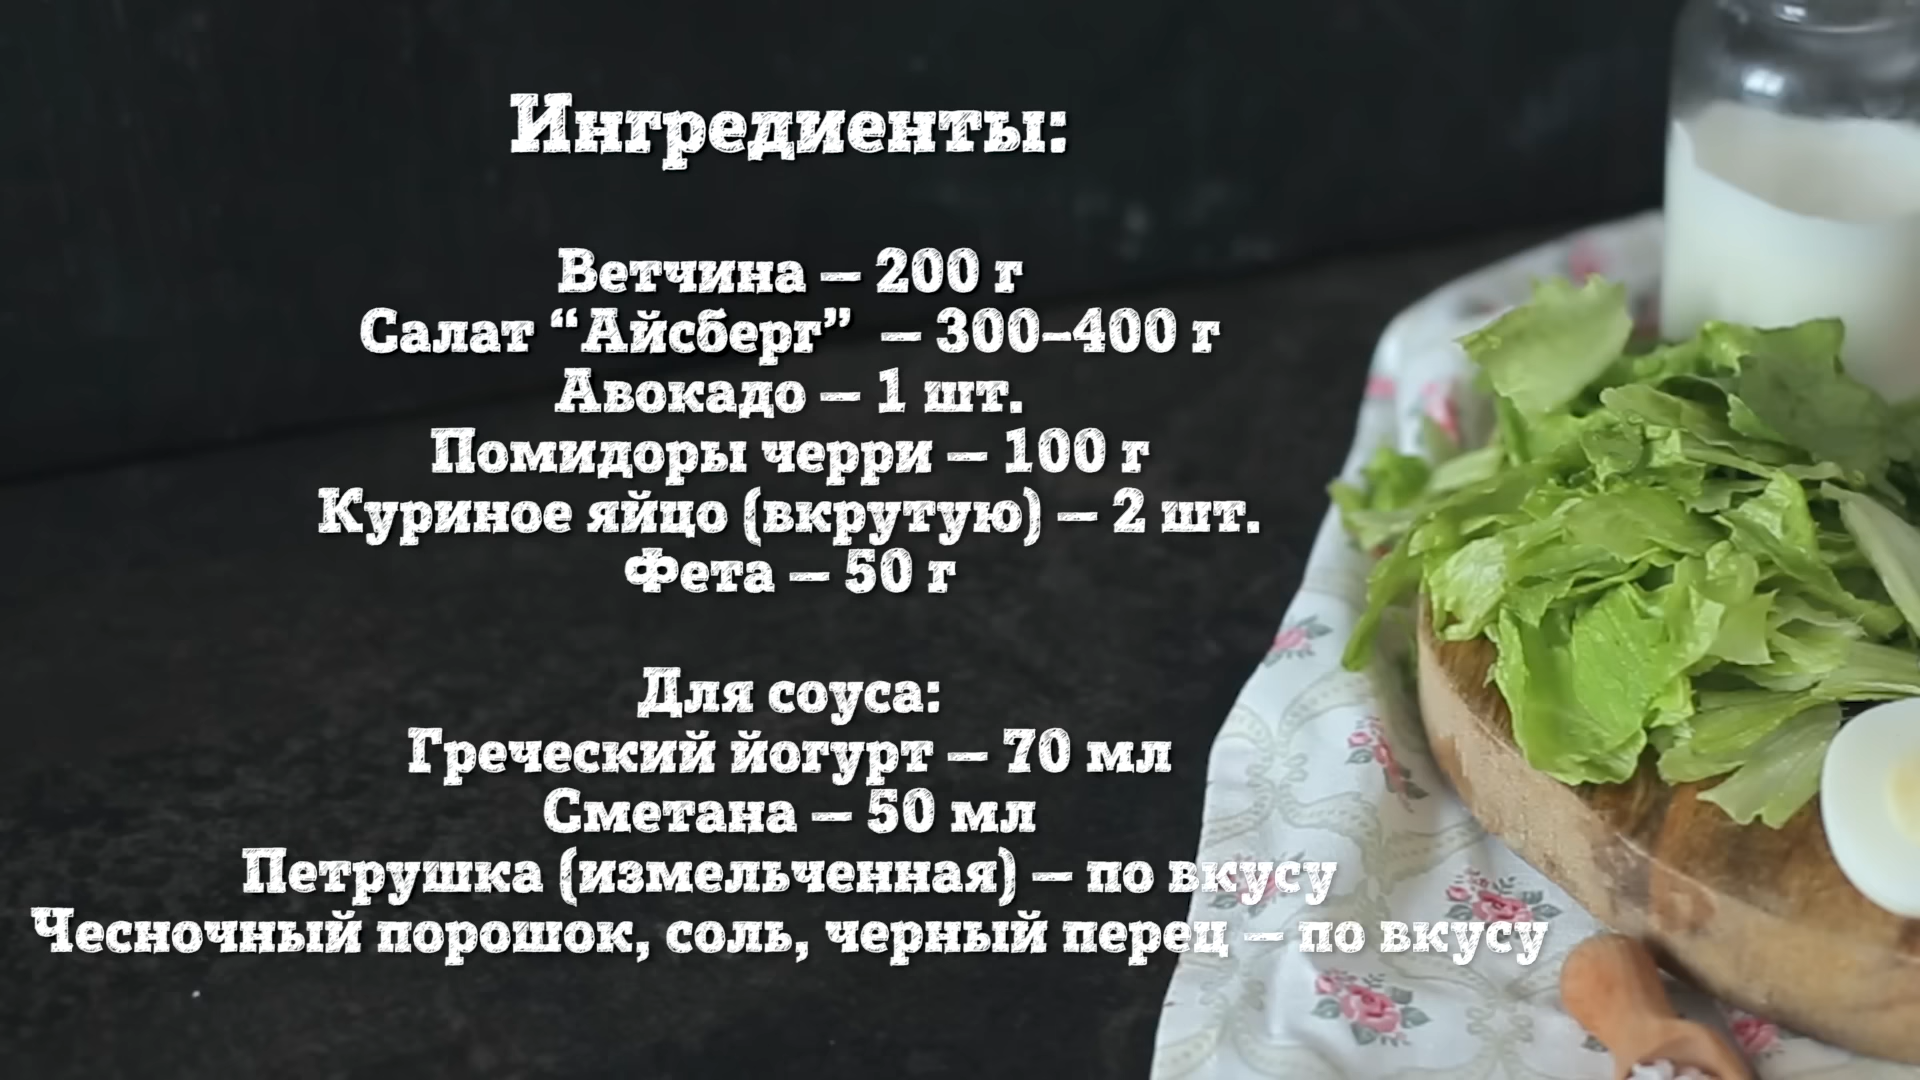 Ингредиенты:
Ветчина — 200 г
Салат “Айсберг” — 300–400 г
Авокадо — 1 шт.
Помидоры черри — 100 г
Куриное яйцо (вкрутую) — 2 шт.
Фета — 50 г
Для соуса:
Греческий йогурт — 70 мл
Сметана — 50 мл
Петрушка (измельченная) — по вкусу
Чесночный порошок, соль, черный перец — по вкусу